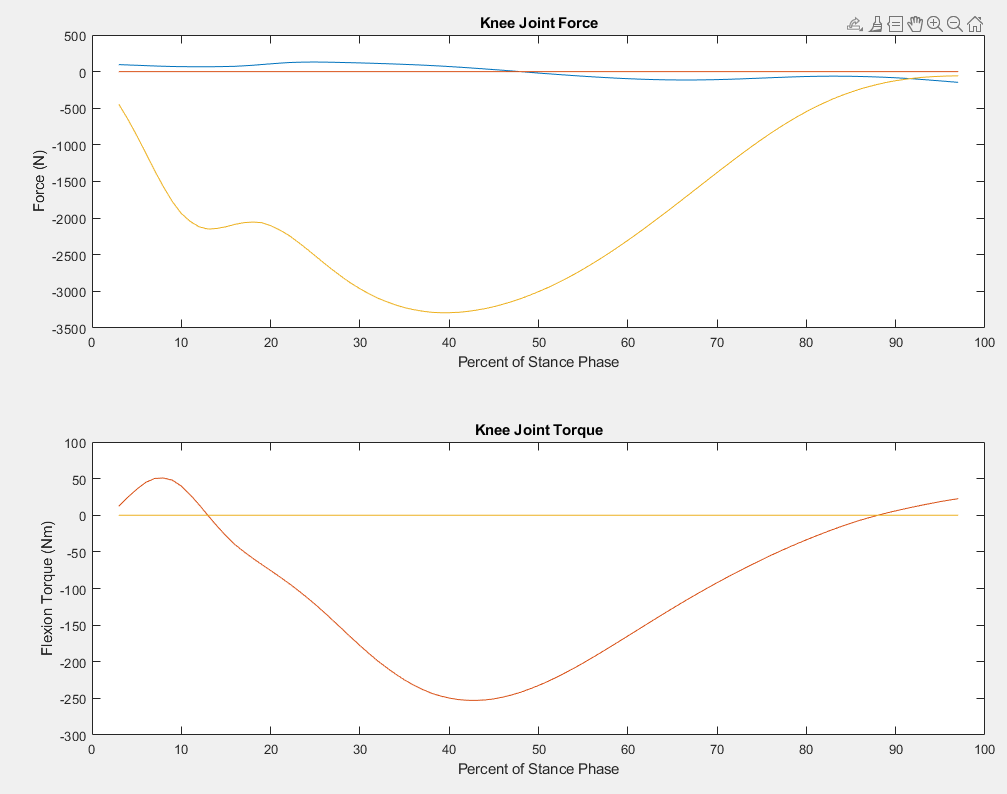 Knee Joint Force
500
0
-500
-1000
-1500
-2000
-2500
-3000
-3500
Force (N)
0 10 20 30 40 50 60 70 80 90 100
Percent of Stance Phase
Knee Joint Torque
100
50
0
-50
-100
-150
-200
-250
-300
Flexion Torque (Nm)
0 10 20 30 40 50 60 70 80 90 100
Percent of Stance Phase